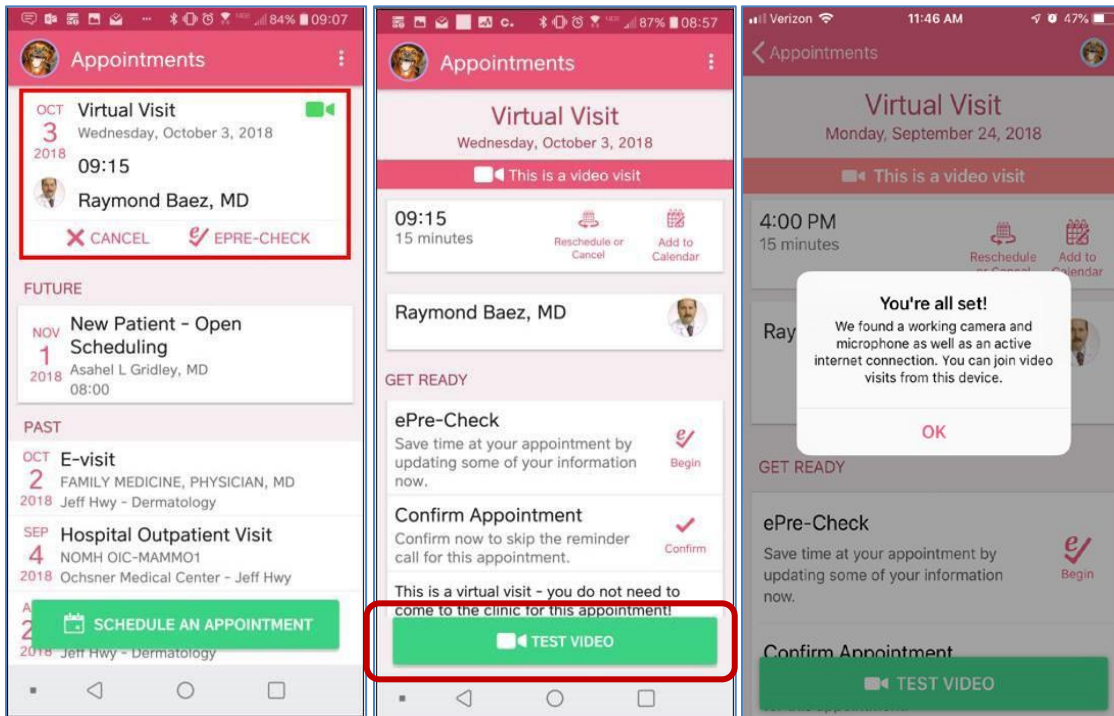 84% 09:07
Appointments
OCT
3
2018
Virtual Visit
Wednesday, October 3, 2018
09:15
Raymond Baez, MD
CANCEL
EPRE-CHECK
FUTURE
NOV
1
2018
New Patient - Open
Scheduling
Asahel L Gridley, MD
08:00
PAST
OCT
2
2018
E-visit
FAMILY MEDICINE, PHYSICIAN, MD
Jeff Hwy - Dermatology
SEP
4
2018
Hospital Outpatient Visit
NOMH OIC-MAMMO1
Ochsner Medical Center - Jeff Hwy
A
2
2018
SCHEDULE AN APPOINTMENT
Jeff Hwy - Dermatology
c. 87% 08:57
Appointments
Virtual Visit
Wednesday, October 3, 2018
This is a video visit
09:15
15 minutes
Reschedule or
Cancel
Add to
Calendar
Raymond Baez, MD
GET READY
ePre-Check
Save time at your appointment by
updating some of your information
now.
Begin
Confirm Appointment
Confirm now to skip the reminder
call for this appointment.
Confirm
This is a virtual visit - you do not need to
come to the clinic for this appointment!
TEST VIDEO
Verizon 11:46 AM 47%
Appointments
Virtual Visit
Monday, September 24, 2018
This is a video visit
4:00 PM
15 minutes
Reschedule
or Cancel
Add to
Calendar
Ray
You're all set!
We found a working camera and
microphone as well as an active
internet connection. You can join video
visits from this device.
OK
GET READY
ePre-Check
Save time at your appointment by
updating some of your information
now.
Begin
Confirm Appointment
TEST VIDEO
for this appointment.